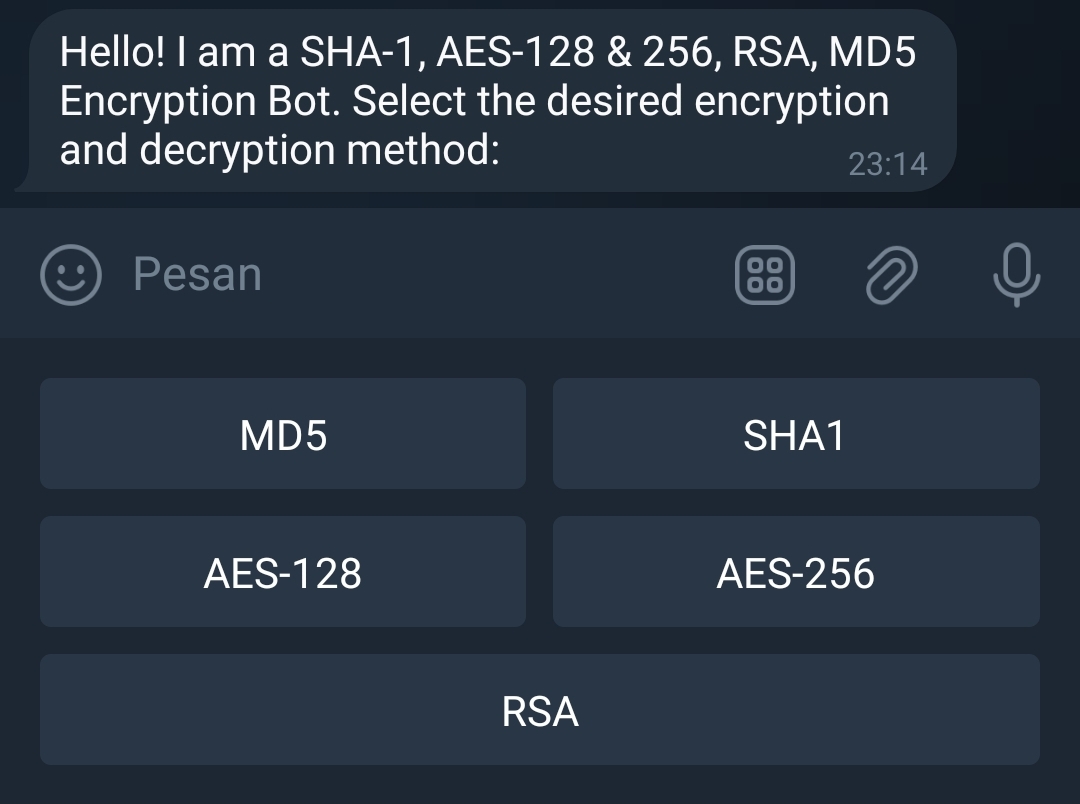 Hello! I am a SHA-1, AES-128 & 256, RSA, MD5
Encryption Bot. Select the desired encryption
and decryption method:
23:14
Pesan
MD5
SHA1
AES-128
AES-256
RSA